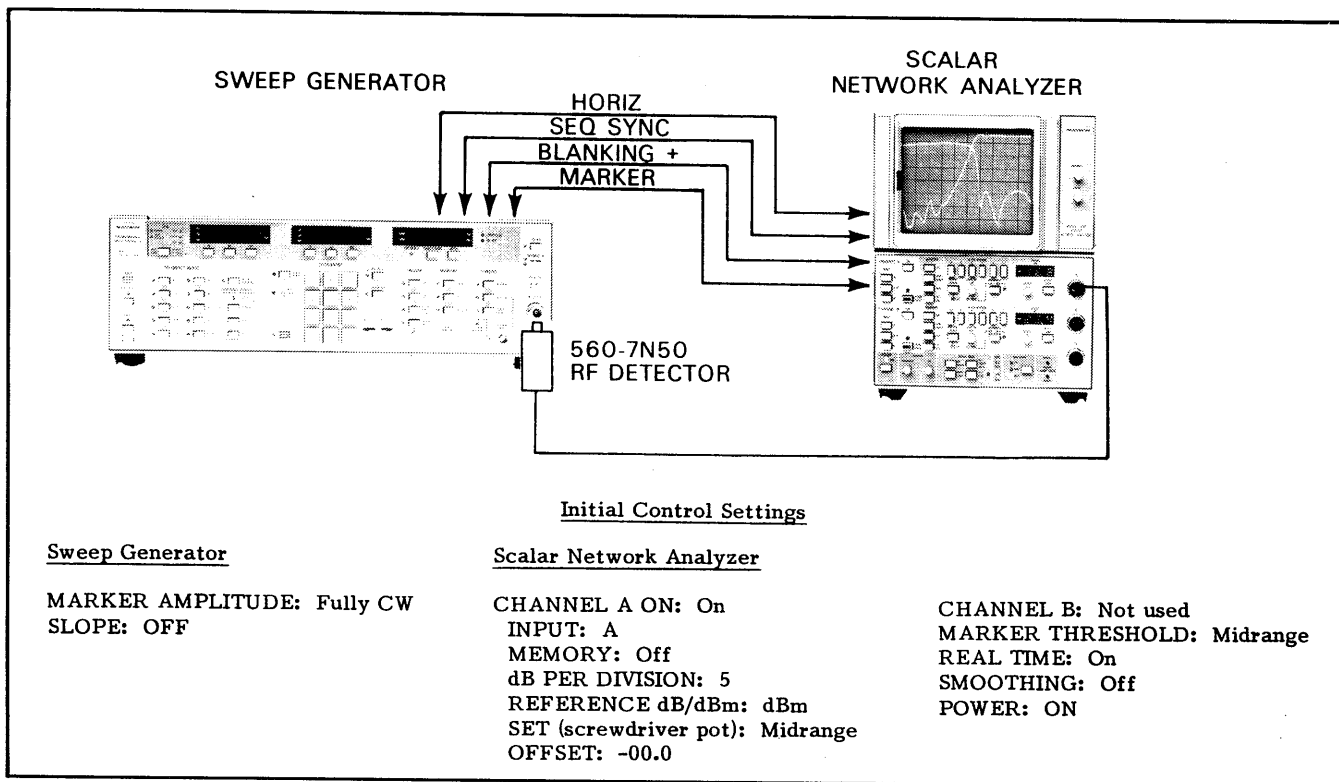 SWEEP GENERATOR
SCALAR
NETWORK ANALYZER
HORIZ
SEQ SYNC
BLANKING +
MARKER
560-7N50
RF DETECTOR
Initial Control Settings
Sweep Generator
MARKER AMPLITUDE: Fully CW
SLOPE: OFF
Scalar Network Analyzer
CHANNEL A ON: On
INPUT: A
MEMORY: Off
dB PER DIVISION: 5
REFERENCE dB/dBm: dBm
SET (screwdriver pot): Midrange
OFFSET: -00.0
CHANNEL B: Not used
MARKER THRESHOLD: Midrange
REAL TIME: On
SMOOTHING: Off
POWER: ON